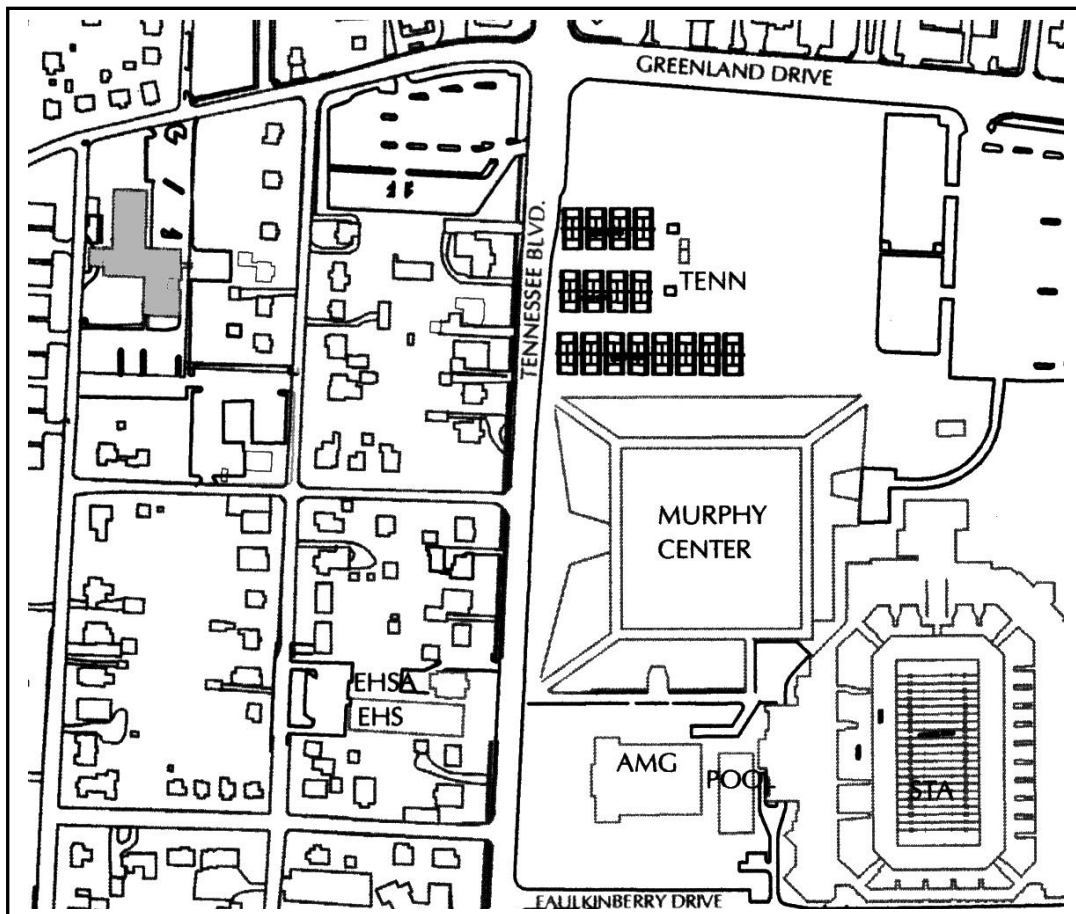 GREENLAND DRIVE
TENNESSEE BLVD.
TENN
MURPHY
CENTER
EHSA
EHS
AMG
POOL
STA
FAULKINBERRY DRIVE